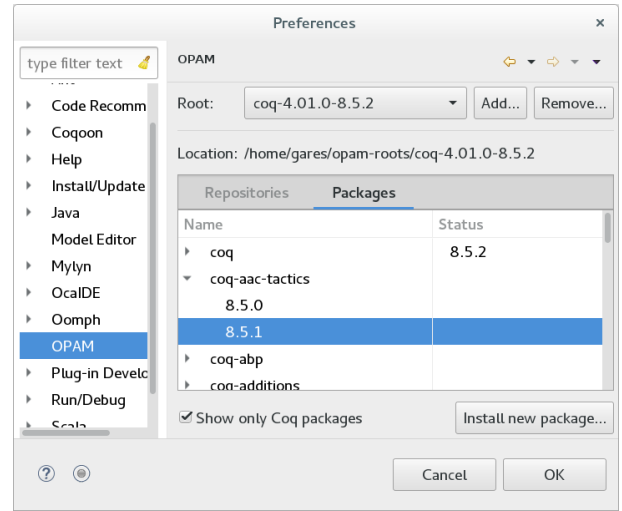 Preferences
×
type filter text
Code Recomm
Coqoon
Help
Install/Update
Java
Model Editor
Mylyn
OcaIDE
Oomph
OPAM
Plug-in Develo
Run/Debug
Scala
OPAM
Root: coq-4.01.0-8.5.2 Add... Remove...
Location: /home/gares/opam-roots/coq-4.01.0-8.5.2
Repositories Packages
Name Status
coq 8.5.2
coq-aac-tactics
8.5.0
8.5.1
coq-abp
coq-additions
Show only Coq packages Install new package...
? Cancel OK